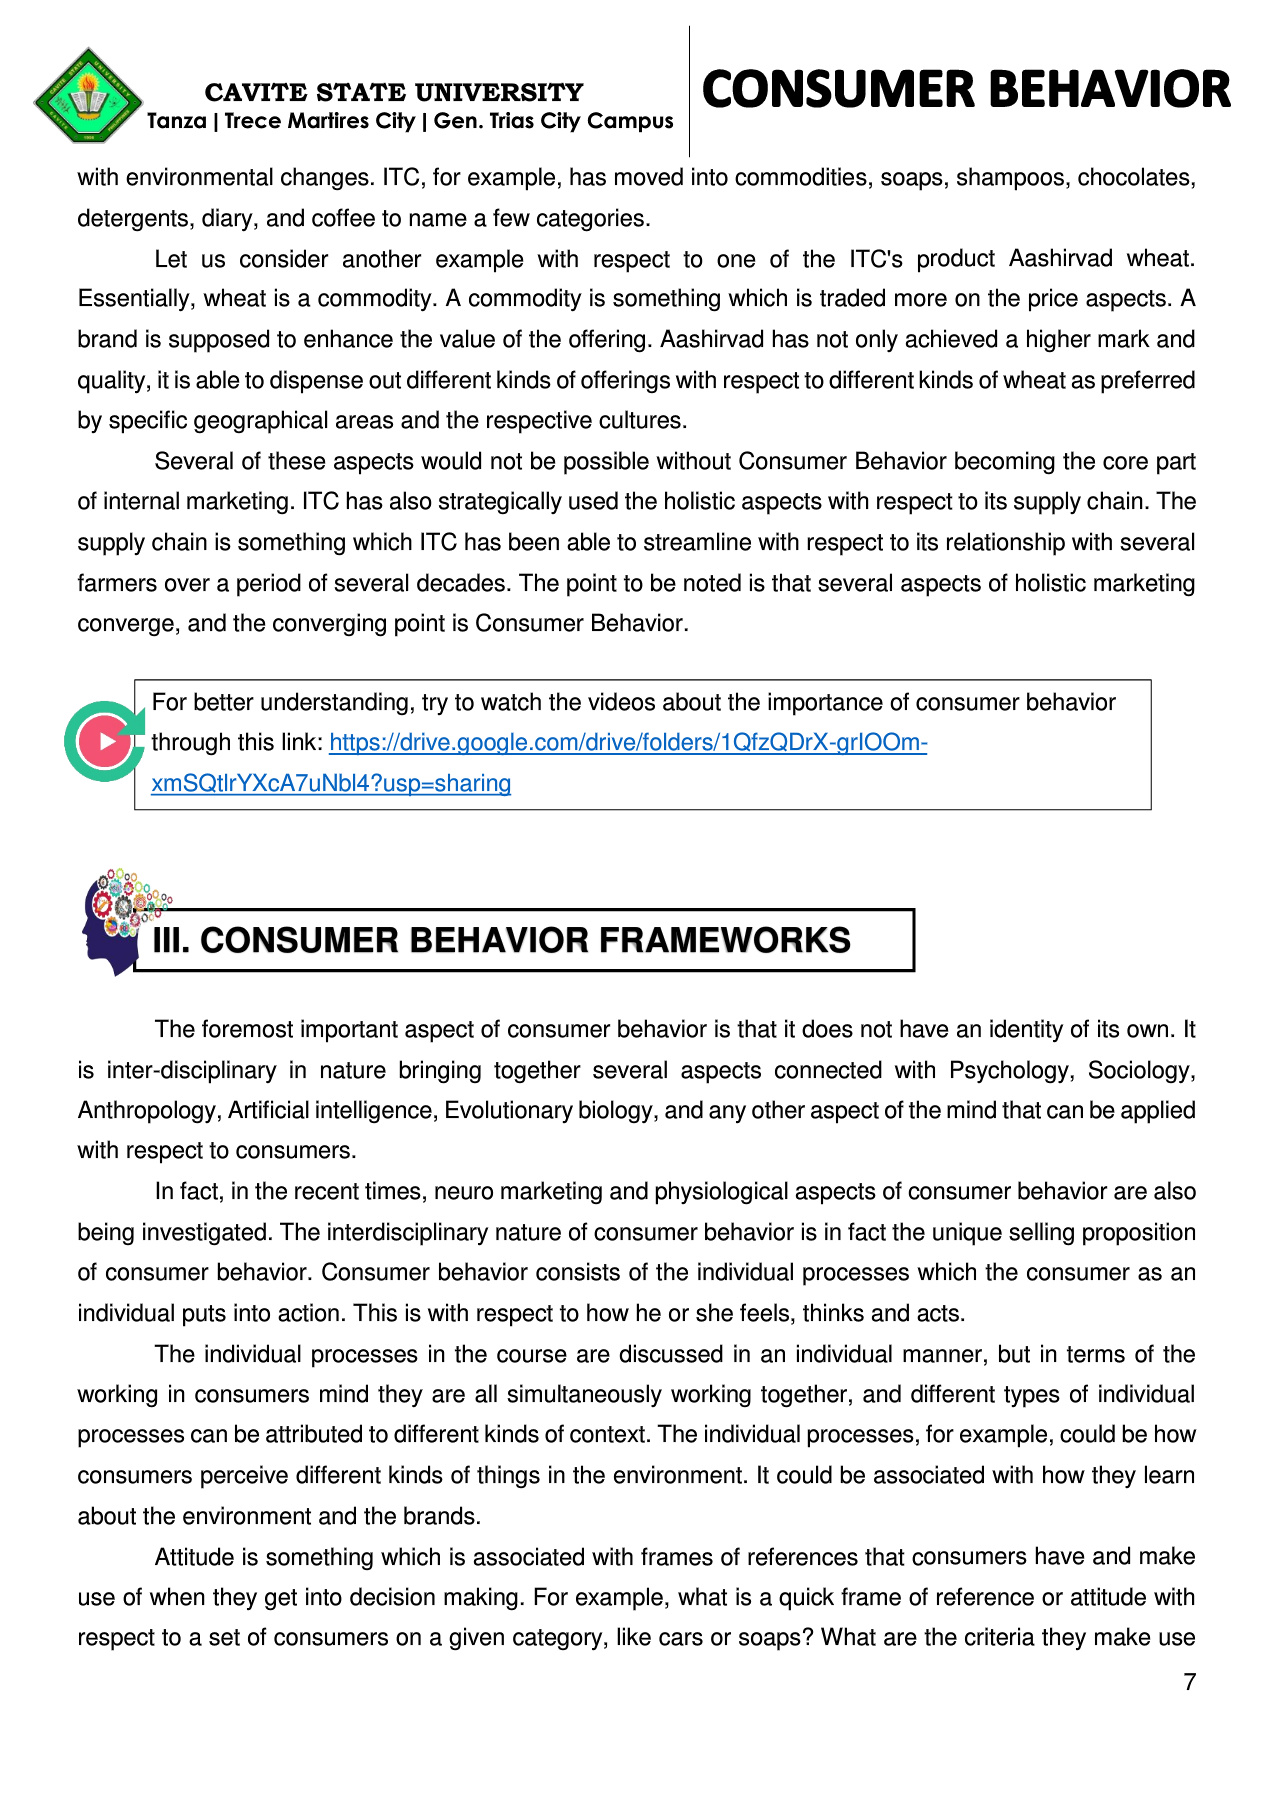 CAVITE STATE UNIVERSITY
Tanza | Trece Martires City | Gen. Trias City Campus
CONSUMER BEHAVIOR
with environmental changes. ITC, for example, has moved into commodities, soaps, shampoos, chocolates,
detergents, diary, and coffee to name a few categories.
Let us consider another example with respect to one of the ITC's product Aashirvad wheat.
Essentially, wheat is a commodity. A commodity is something which is traded more on the price aspects. A
brand is supposed to enhance the value of the offering. Aashirvad has not only achieved a higher mark and
quality, it is able to dispense out different kinds of offerings with respect to different kinds of wheat as preferred
by specific geographical areas and the respective cultures.
Several of these aspects would not be possible without Consumer Behavior becoming the core part
of internal marketing. ITC has also strategically used the holistic aspects with respect to its supply chain. The
supply chain is something which ITC has been able to streamline with respect to its relationship with several
farmers over a period of several decades. The point to be noted is that several aspects of holistic marketing
converge, and the converging point is Consumer Behavior.
For better understanding, try to watch the videos about the importance of consumer behavior
through this link: https://drive.google.com/drive/folders/1QfzQDrX-grIOOm-
xmSQtlrYXcA7uNbl4?usp=sharing
III. CONSUMER BEHAVIOR FRAMEWORKS
The foremost important aspect of consumer behavior is that it does not have an identity of its own. It
is inter-disciplinary in nature bringing together several aspects connected with Psychology, Sociology,
Anthropology, Artificial intelligence, Evolutionary biology, and any other aspect of the mind that can be applied
with respect to consumers.
In fact, in the recent times, neuro marketing and physiological aspects of consumer behavior are also
being investigated. The interdisciplinary nature of consumer behavior is in fact the unique selling proposition
of consumer behavior. Consumer behavior consists of the individual processes which the consumer as an
individual puts into action. This is with respect to how he or she feels, thinks and acts.
The individual processes in the course are discussed in an individual manner, but in terms of the
working in consumers mind they are all simultaneously working together, and different types of individual
processes can be attributed to different kinds of context. The individual processes, for example, could be how
consumers perceive different kinds of things in the environment. It could be associated with how they learn
about the environment and the brands.
Attitude is something which is associated with frames of references that consumers have and make
use of when they get into decision making. For example, what is a quick frame of reference or attitude with
respect to a set of consumers on a given category, like cars or soaps? What are the criteria they make use
7